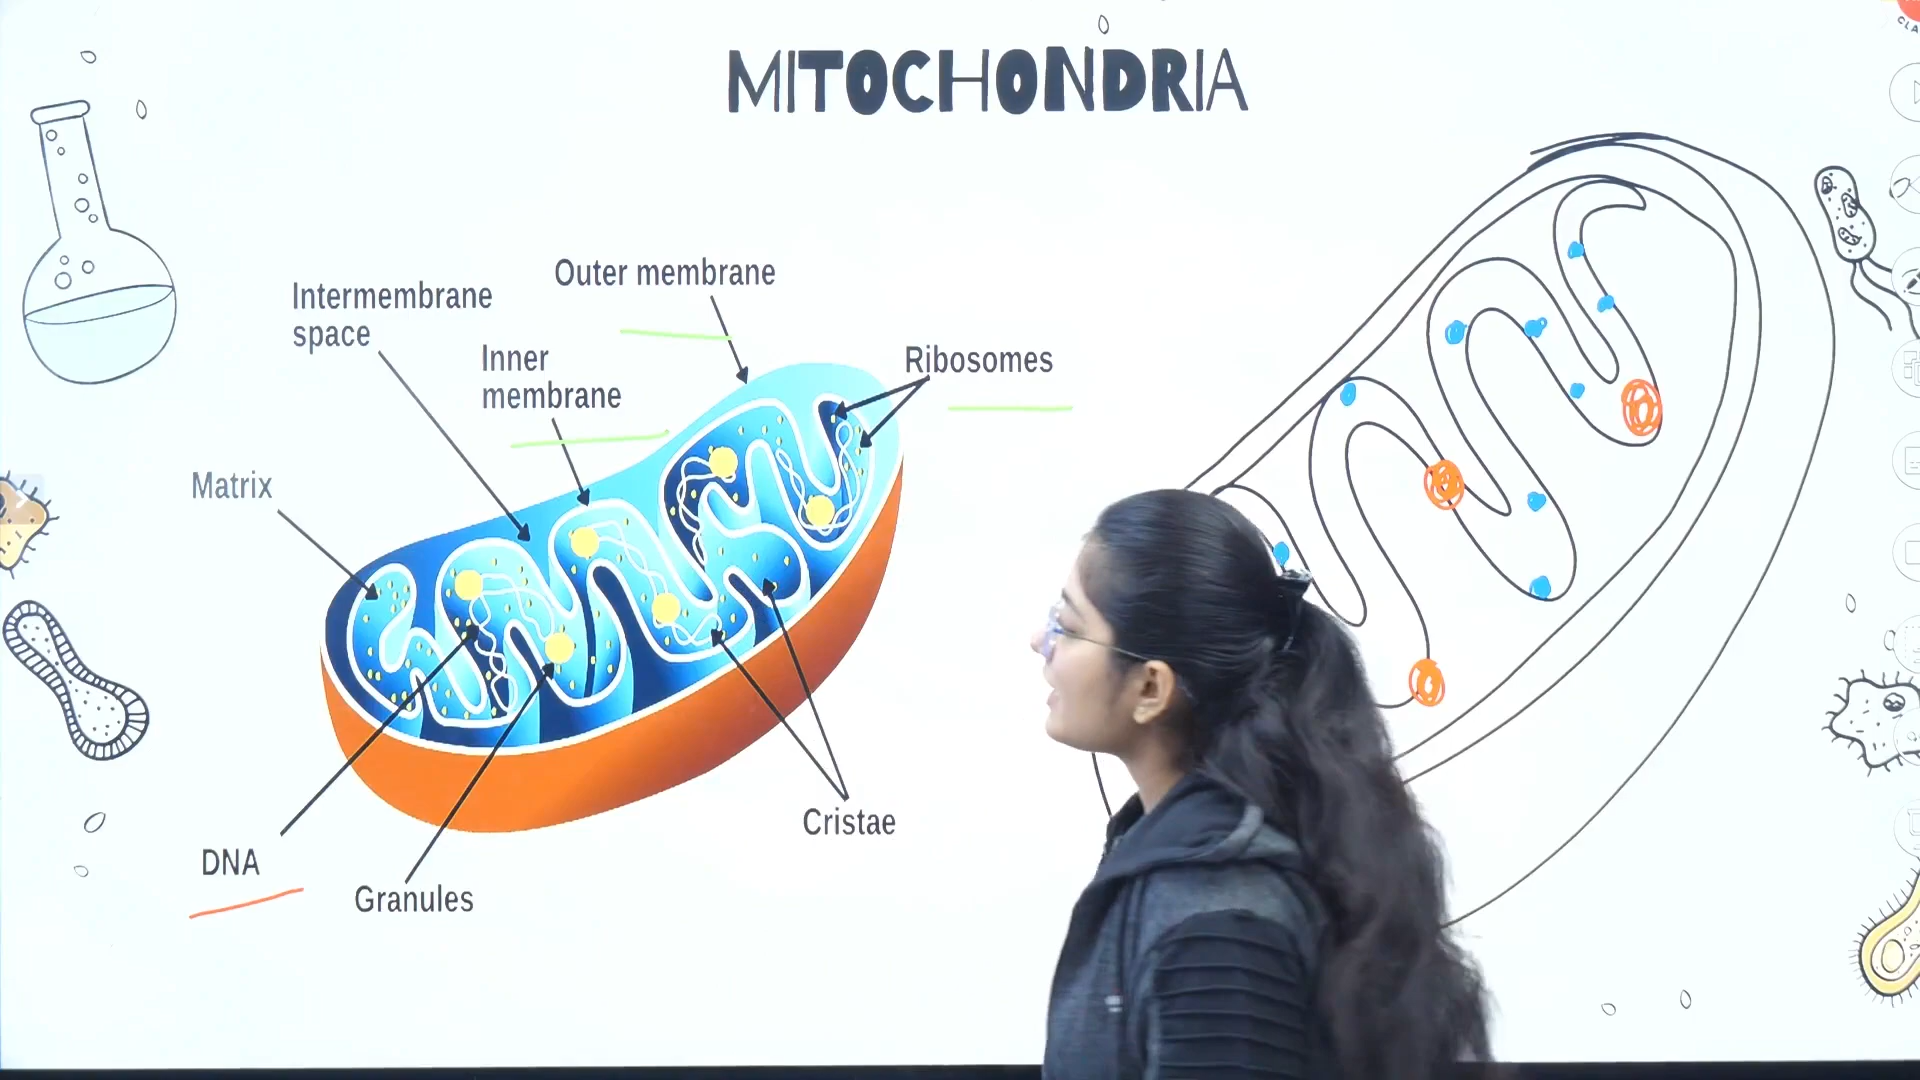 MITOCHONDRIA
Outer membrane
Intermembrane
space
Inner
membrane
Ribosomes
Matrix
Cristae
DNA
Granules